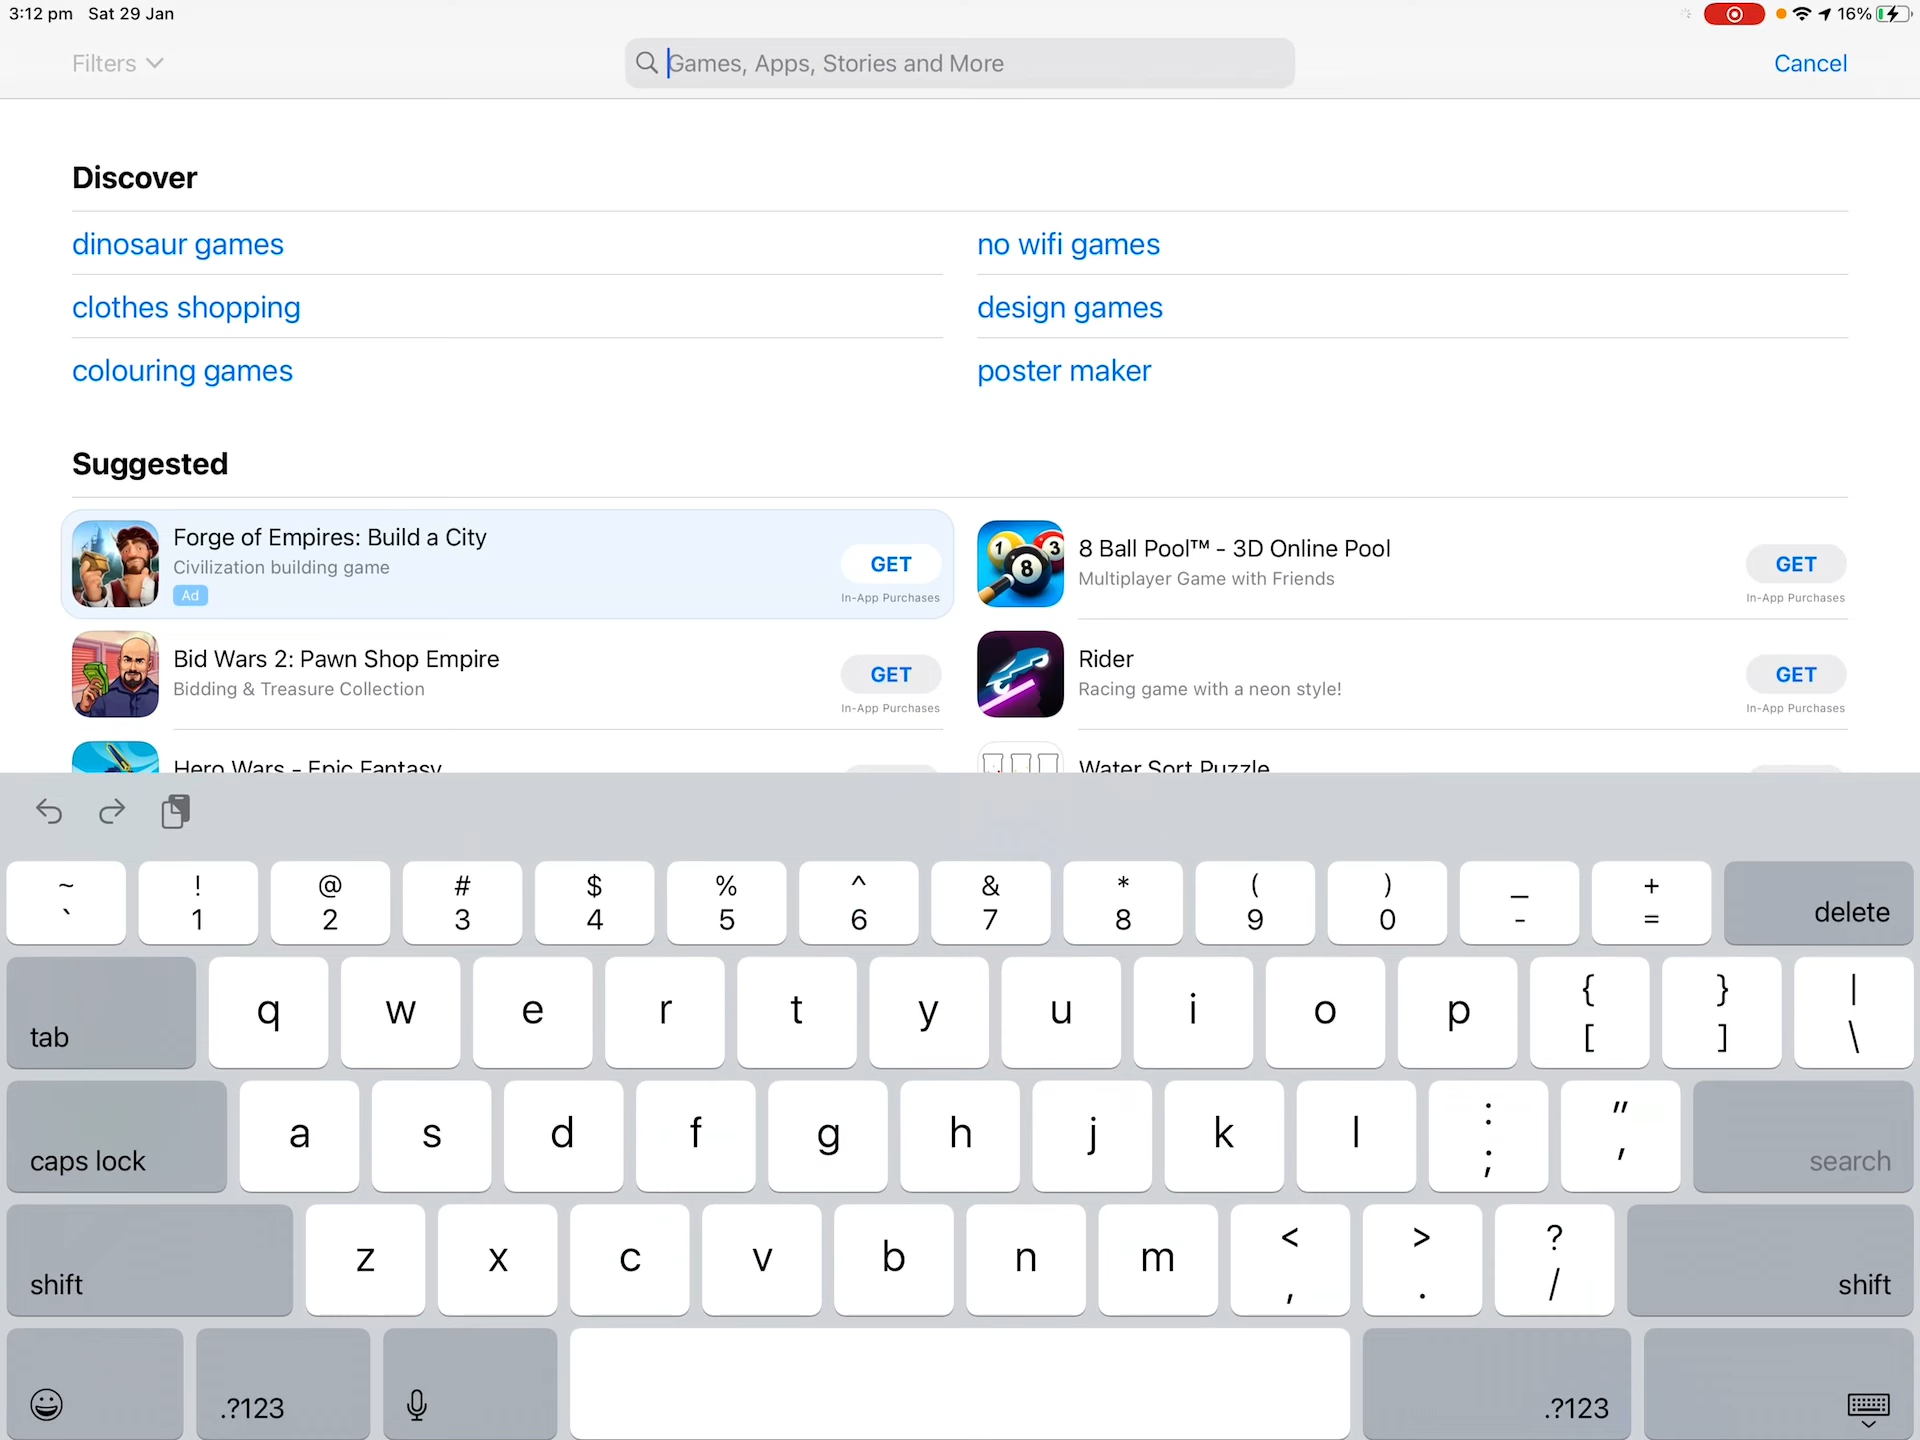 3:12 pm Sat 29 Jan
16%
Filters
Games, Apps, Stories and More
Cancel
Discover
dinosaur games
no wifi games
clothes shopping
design games
colouring games
poster maker
Suggested
Forge of Empires: Build a City
Civilization building game
Ad
GET
In-App Purchases
8 Ball Pool™ - 3D Online Pool
Multiplayer Game with Friends
GET
In-App Purchases
Bid Wars 2: Pawn Shop Empire
Bidding & Treasure Collection
GET
In-App Purchases
Rider
Racing game with a neon style!
GET
In-App Purchases
Hero Wars - Epic Fantasy
Water Sort Puzzle
~ ! @ # $ % ^ & * ( ) _ +
` 1 2 3 4 5 6 7 8 9 0 - = delete
tab q w e r t y u i o p { [ } ] | \
caps lock a s d f g h j k l : ; " ' search
shift z x c v b n m < , > . ? / shift
.?123 .?123